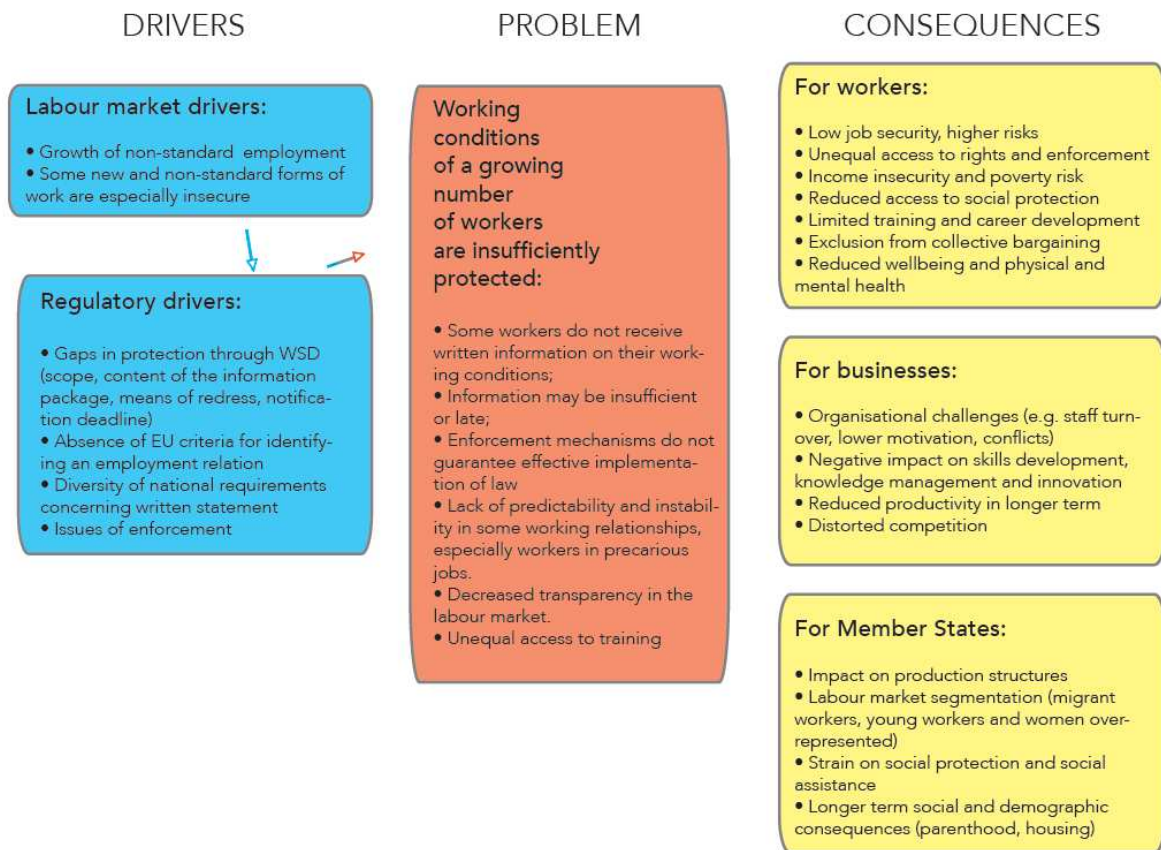 DRIVERS
PROBLEM
CONSEQUENCES
Labour market drivers:
• Growth of non-standard employment
• Some new and non-standard forms of
work are especially insecure
Regulatory drivers:
• Gaps in protection through WSD
(scope, content of the information
package, means of redress, notifica-
tion deadline)
• Absence of EU criteria for identify-
ing an employment relation
• Diversity of national requirements
concerning written statement
• Issues of enforcement
Working
conditions
of a growing
number
of workers
are insufficiently
protected:
• Some workers do not receive
written information on their work-
ing conditions;
• Information may be insufficient
or late;
• Enforcement mechanisms do not
guarantee effective implementa-
tion of law
• Lack of predictability and instabil-
ity in some working relationships,
especially workers in precarious
jobs.
• Decreased transparency in the
labour market.
• Unequal access to training
For workers:
• Low job security, higher risks
• Unequal access to rights and enforcement
• Income insecurity and poverty risk
• Reduced access to social protection
• Limited training and career development
• Exclusion from collective bargaining
• Reduced wellbeing and physical and
mental health
For businesses:
• Organisational challenges (e.g. staff turn-
over, lower motivation, conflicts)
• Negative impact on skills development,
knowledge management and innovation
• Reduced productivity in longer term
• Distorted competition
For Member States:
• Impact on production structures
• Labour market segmentation (migrant
workers, young workers and women over-
represented)
• Strain on social protection and social
assistance
• Longer term social and demographic
consequences (parenthood, housing)